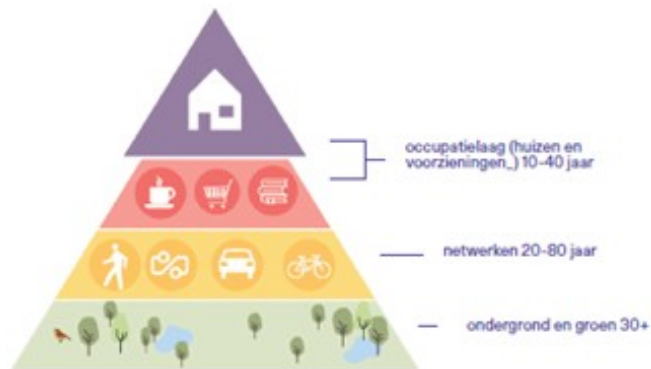 occupatielaag (huizen en
voorzieningen_) 10-40 jaar
netwerken 20-80 jaar
ondergrond en groen 30+